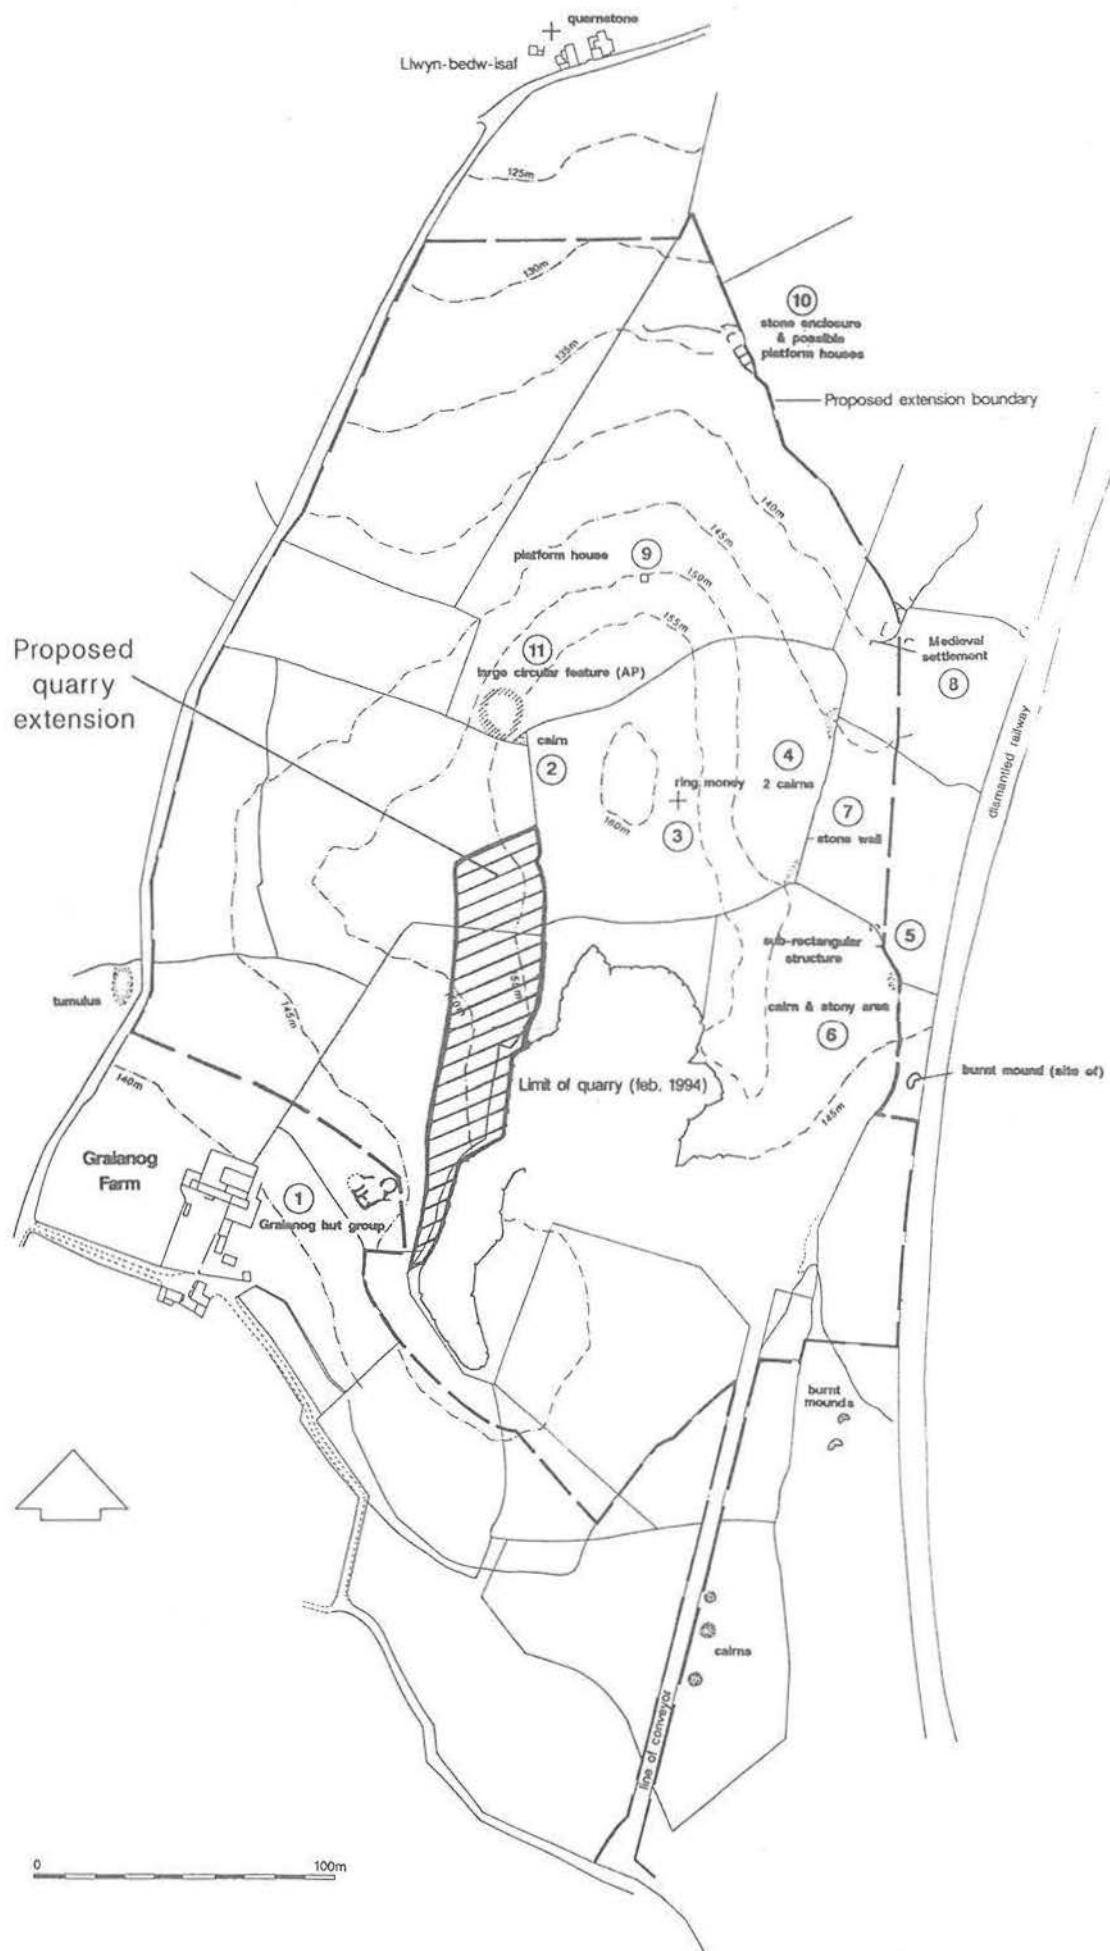 quernstone
Llwyn-bedw-isaf
125m
130m
10
stone enclosure
& possible
platform houses
135m
Proposed extension boundary
140m
145m
platform house
9
150m
155m
Proposed
quarry
extension
11
large circular feature (AP)
Medieval
settlement
8
cairn
2
4
ring money
2 cairns
160m
3
7
stone wall
dismantled railway
5
sub-rectangular
structure
tumulus
145m
cairn & stony area
6
Limit of quarry (feb. 1994)
burnt mound (site of)
140m
145m
Graianog
Farm
1
Graianog hut group
burnt
mounds
cairns
line of conveyor
0
100m